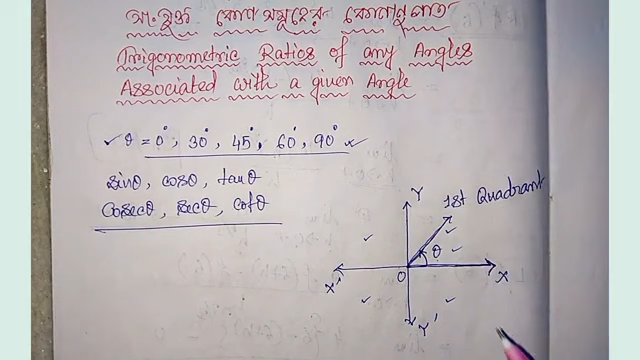 সংযুক্ত কোণ সমূহের কোণানুপাত
Trigonometric Ratios of any Angles
Associated with a given Angle
✓ θ = 0°, 30°, 45°, 60°, 90° ✓
sinθ, cosθ, tanθ
Cosecθ, secθ, cotθ
Y 1st Quadrant
θ
X' O X
Y'